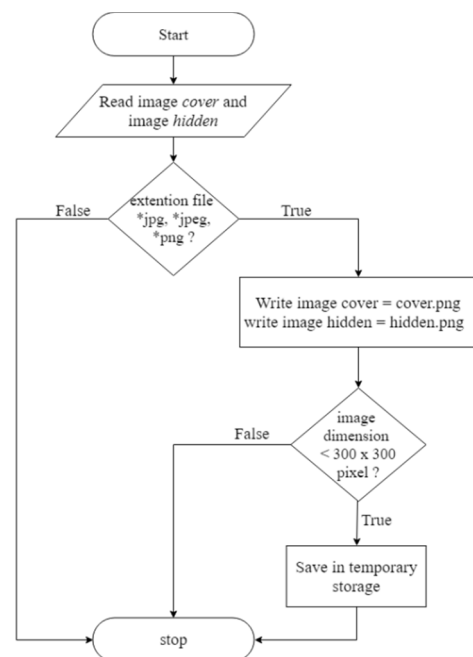 Start
Read image cover and
image hidden
extention file
*jpg, *jpeg,
*png ?
False
True
Write image cover = cover.png
write image hidden = hidden.png
image
dimension
< 300 x 300
pixel ?
False
True
Save in temporary
storage
stop